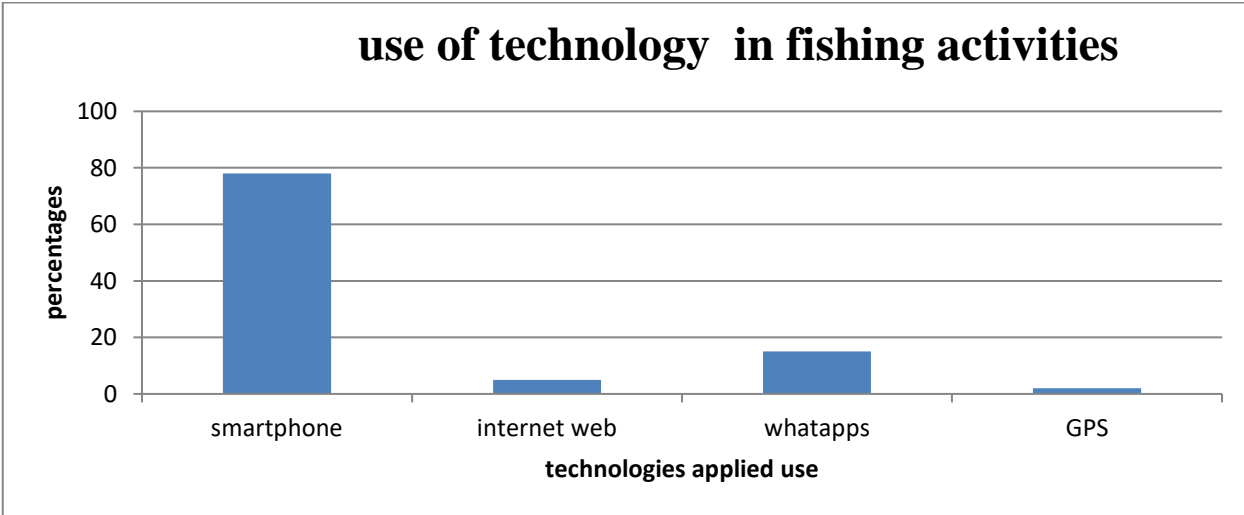 use of technology in fishing activities
100
80
60
40
20
0
percentages
smartphone
internet web
whatapps
GPS
technologies applied use